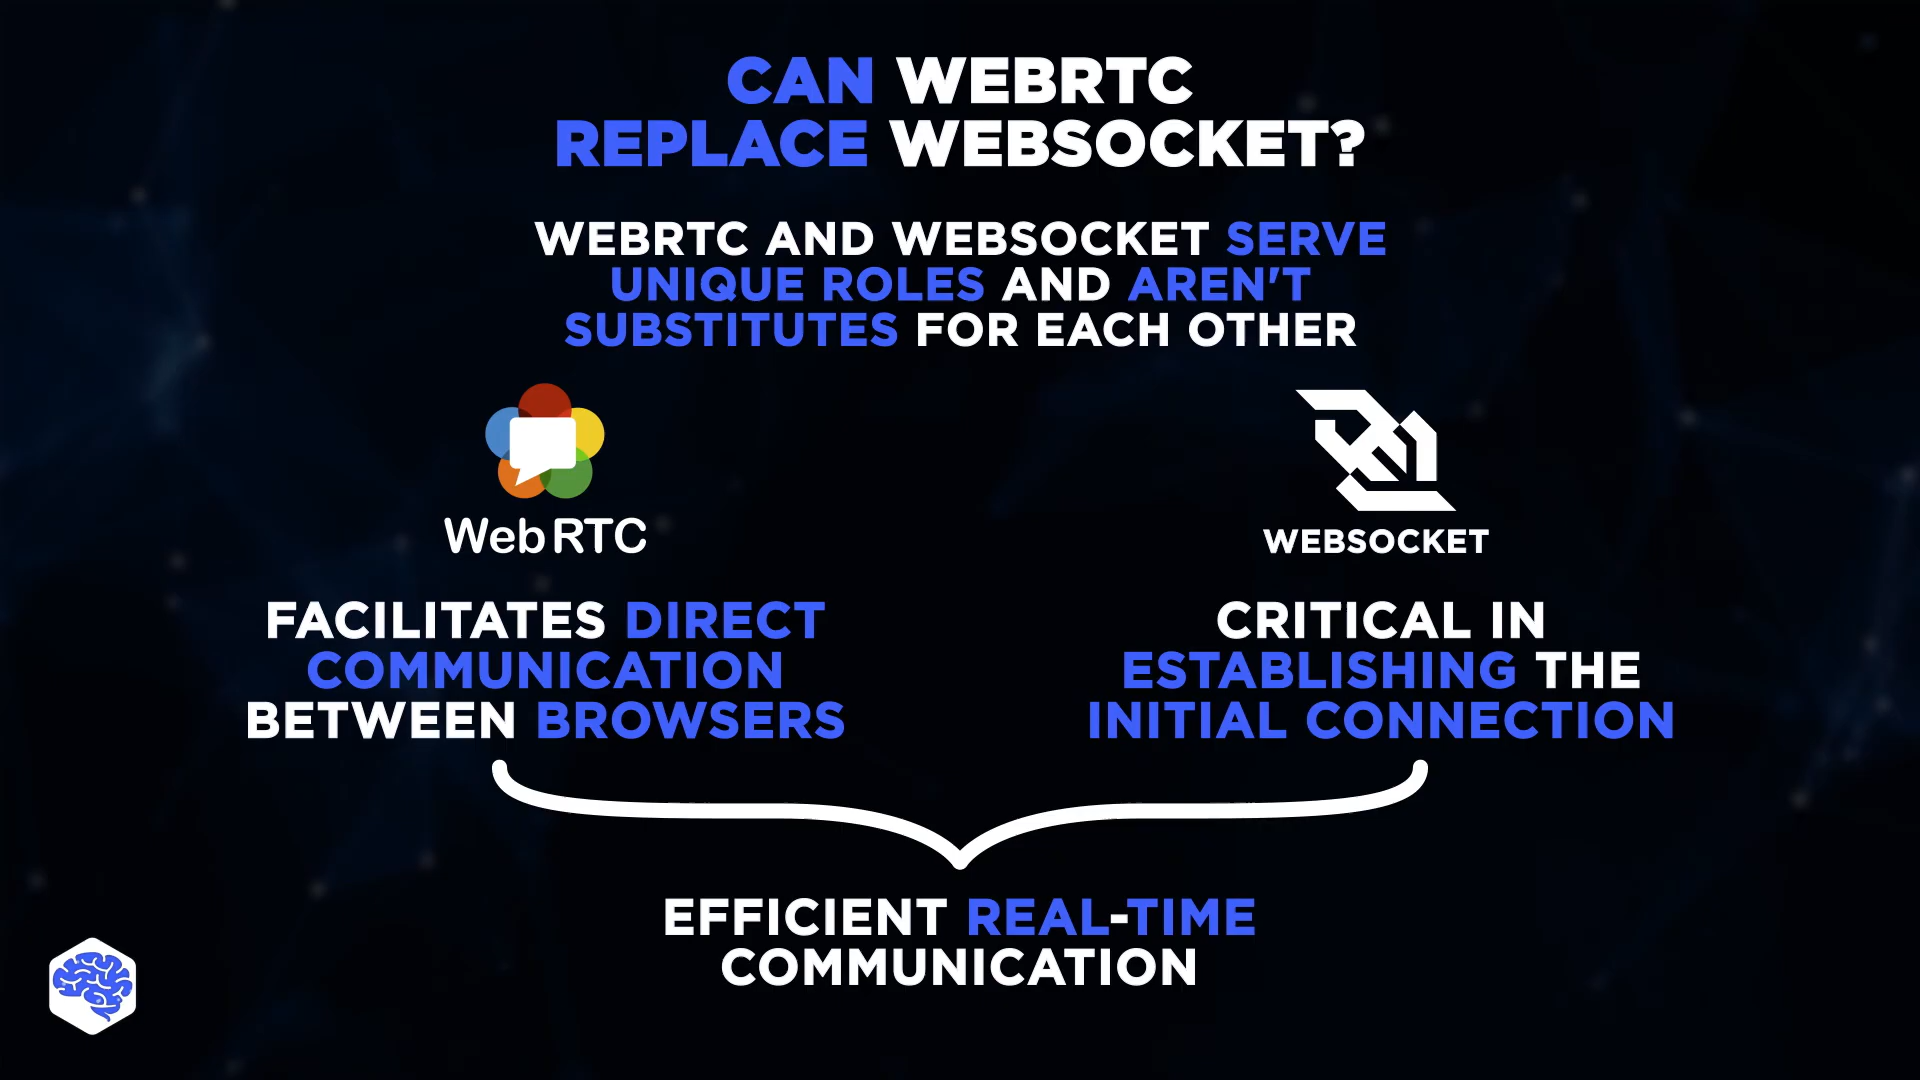 CAN WEBRTC
REPLACE WEBSOCKET?
WEBRTC AND WEBSOCKET SERVE
UNIQUE ROLES AND AREN'T
SUBSTITUTES FOR EACH OTHER
WebRTC
FACILITATES DIRECT
COMMUNICATION
BETWEEN BROWSERS
WEBSOCKET
CRITICAL IN
ESTABLISHING THE
INITIAL CONNECTION
EFFICIENT REAL-TIME
COMMUNICATION